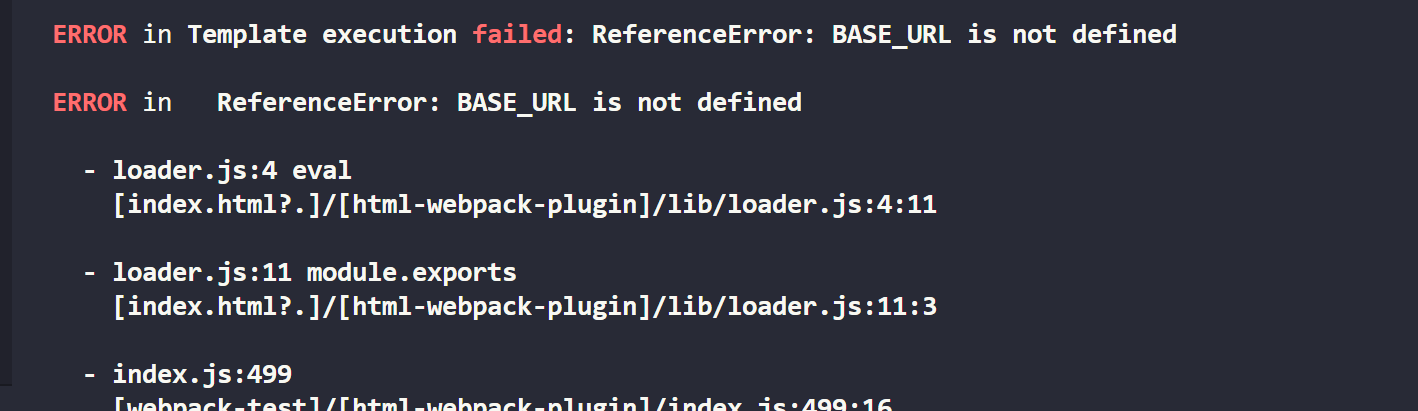 ERROR in Template execution failed: ReferenceError: BASE_URL is not defined
ERROR in   ReferenceError: BASE_URL is not defined
- loader.js:4 eval
[index.html?.]/[html-webpack-plugin]/lib/loader.js:4:11
- loader.js:11 module.exports
[index.html?.]/[html-webpack-plugin]/lib/loader.js:11:3
- index.js:499
[webpack-test]/[html-webpack-plugin]/index.js:499:16